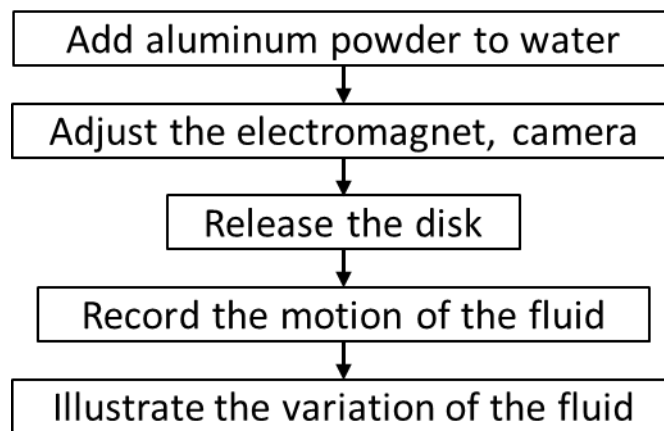 Add aluminum powder to water
Adjust the electromagnet, camera
Release the disk
Record the motion of the fluid
Illustrate the variation of the fluid